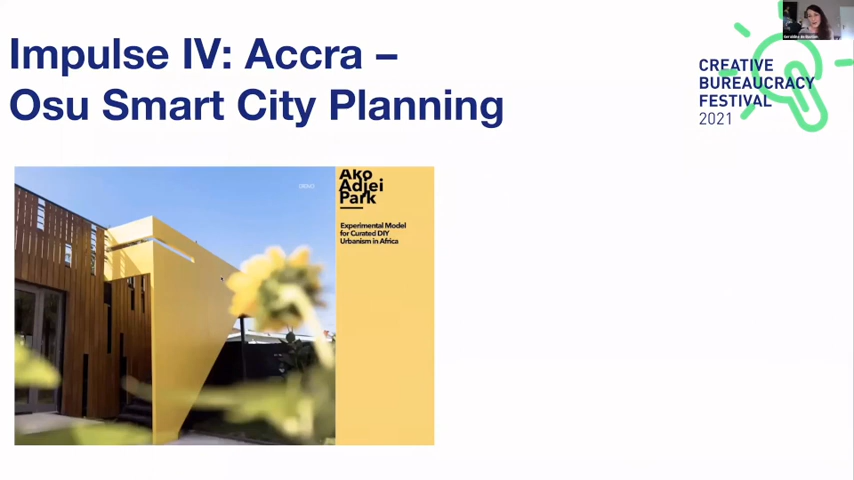 Impulse IV: Accra –
Osu Smart City Planning
CREATIVE
BUREAUCRACY
FESTIVAL
2021
Ako
Adjei
Park
Experimental Model
for Curated DIY
Urbanism in Africa